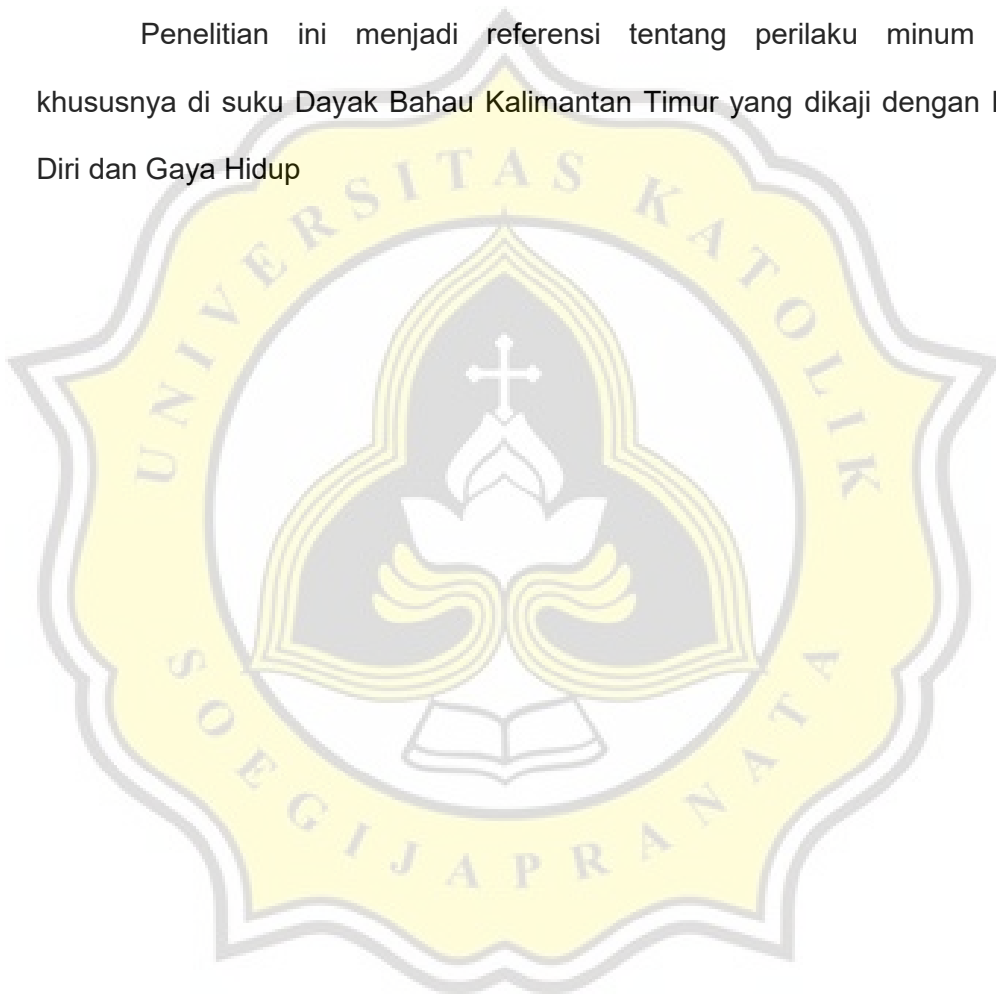 Penelitian ini menjadi referensi tentang perilaku minum
khususnya di suku Dayak Bahau Kalimantan Timur yang dikaji dengan
Diri dan Gaya Hidup
UNIVERSITAS KATOLIK
SOEGIJAPRANATA